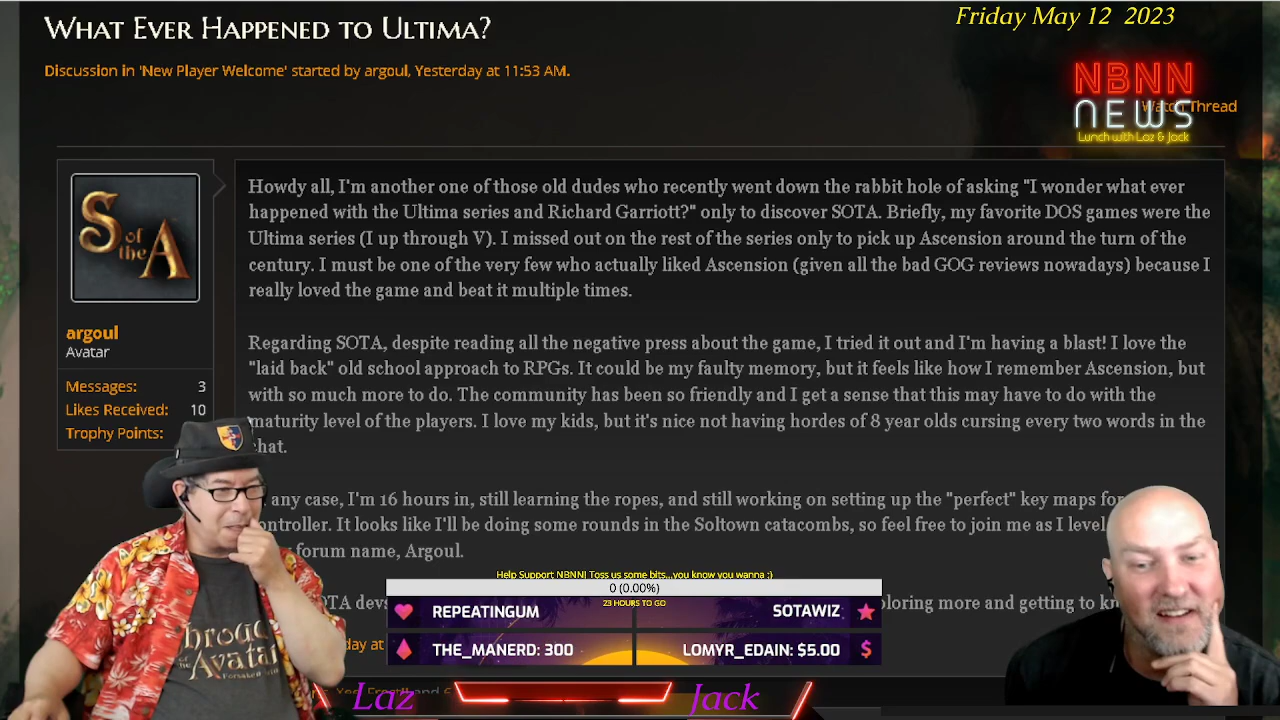 What Ever Happened to Ultima?
Friday May 12 2023
Discussion in 'New Player Welcome' started by argoul, Yesterday at 11:53 AM.
NBNN
NEWS
Watch Thread
Lunch with Laz & Jack
S of the A
argoul
Avatar
Messages: 3
Likes Received: 10
Trophy Points:
Howdy all, I'm another one of those old dudes who recently went down the rabbit hole of asking "I wonder what ever
happened with the Ultima series and Richard Garriott?" only to discover SOTA. Briefly, my favorite DOS games were the
Ultima series (I up through V). I missed out on the rest of the series only to pick up Ascension around the turn of the
century. I must be one of the very few who actually liked Ascension (given all the bad GOG reviews nowadays) because I
really loved the game and beat it multiple times.
Regarding SOTA, despite reading all the negative press about the game, I tried it out and I'm having a blast! I love the
"laid back" old school approach to RPGs. It could be my faulty memory, but it feels like how I remember Ascension, but
with so much more to do. The community has been so friendly and I get a sense that this may have to do with the
maturity level of the players. I love my kids, but it's nice not having hordes of 8 year olds cursing every two words in the
chat.
any case, I'm 16 hours in, still learning the ropes, and still working on setting up the "perfect" key maps for
controller. It looks like I'll be doing some rounds in the Soltown catacombs, so feel free to join me as I level
forum name, Argoul.
Help Support NBNN! Toss us some bits...you know you wanna :)
0 (0.00%)
23 HOURS TO GO
REPEATINGUM
SOTAWIZ
THE_MANERD: 300
LOMYR_EDAIN: $5.00
OTA devs
ploring more and getting to kn
day at
Shroud
of the
Avatar
Laz
Jack